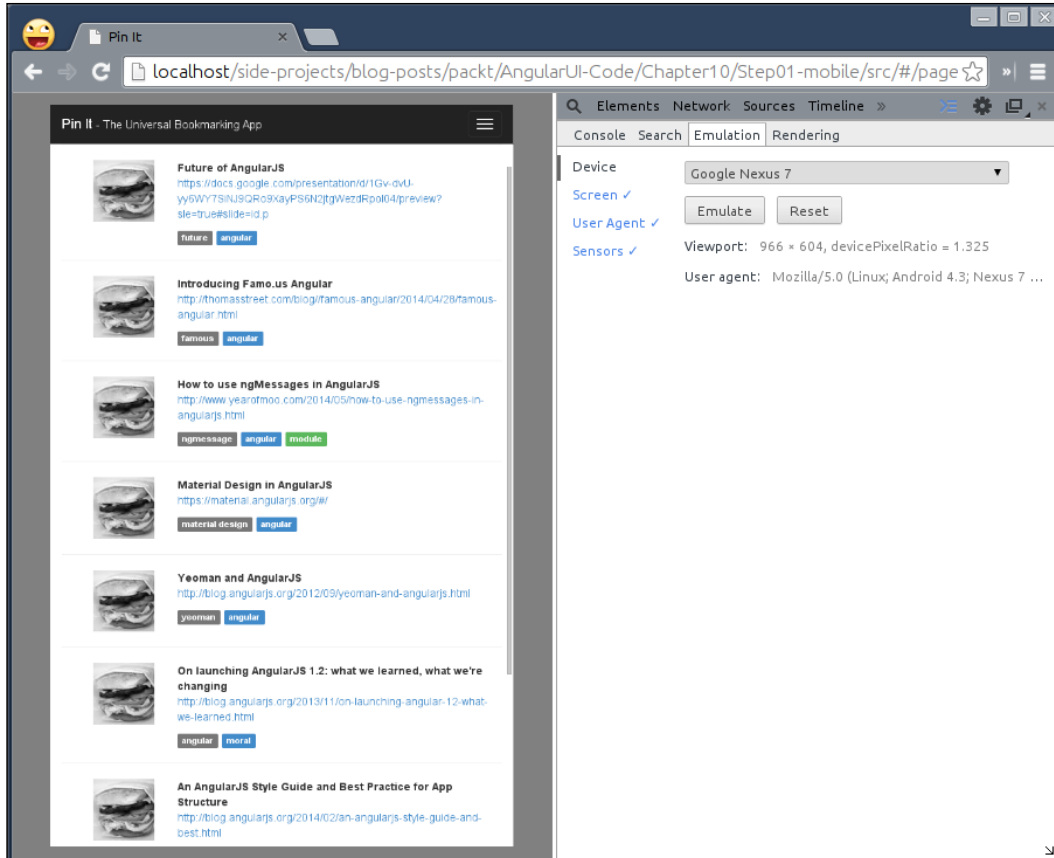 Pin It
localhost/side-projects/blog-posts/packt/AngularUI-Code/Chapter10/Step01-mobile/src/#/page
Pin It - The Universal Bookmarking App
Future of AngularJS
https://docs.google.com/presentation/d/1Gv-dvU-
yy6WY7SlNJ9QRo9XayPS6N2jtgWezdRpol04/preview?
sle=true#slide=id.p
future angular
Introducing Famo.us Angular
http://thomasstreet.com/blog//famous-angular/2014/04/28/famous-
angular.html
famous angular
How to use ngMessages in AngularJS
http://www.yearofmoo.com/2014/05/how-to-use-ngmessages-in-
angularjs.html
ngmessage angular module
Material Design in AngularJS
https://material.angularjs.org/#/
material design angular
Yeoman and AngularJS
http://blog.angularjs.org/2012/09/yeoman-and-angularjs.html
yeoman angular
On launching AngularJS 1.2: what we learned, what we're
changing
http://blog.angularjs.org/2013/11/on-launching-angular-12-what-
we-learned.html
angular moral
An AngularJS Style Guide and Best Practice for App
Structure
http://blog.angularjs.org/2014/02/an-angularjs-style-guide-and-
best.html
Elements Network Sources Timeline »
Console Search Emulation Rendering
Device
Screen ✓
User Agent ✓
Sensors ✓
Google Nexus 7
Emulate Reset
Viewport: 966 × 604, devicePixelRatio = 1.325
User agent: Mozilla/5.0 (Linux; Android 4.3; Nexus 7 ...